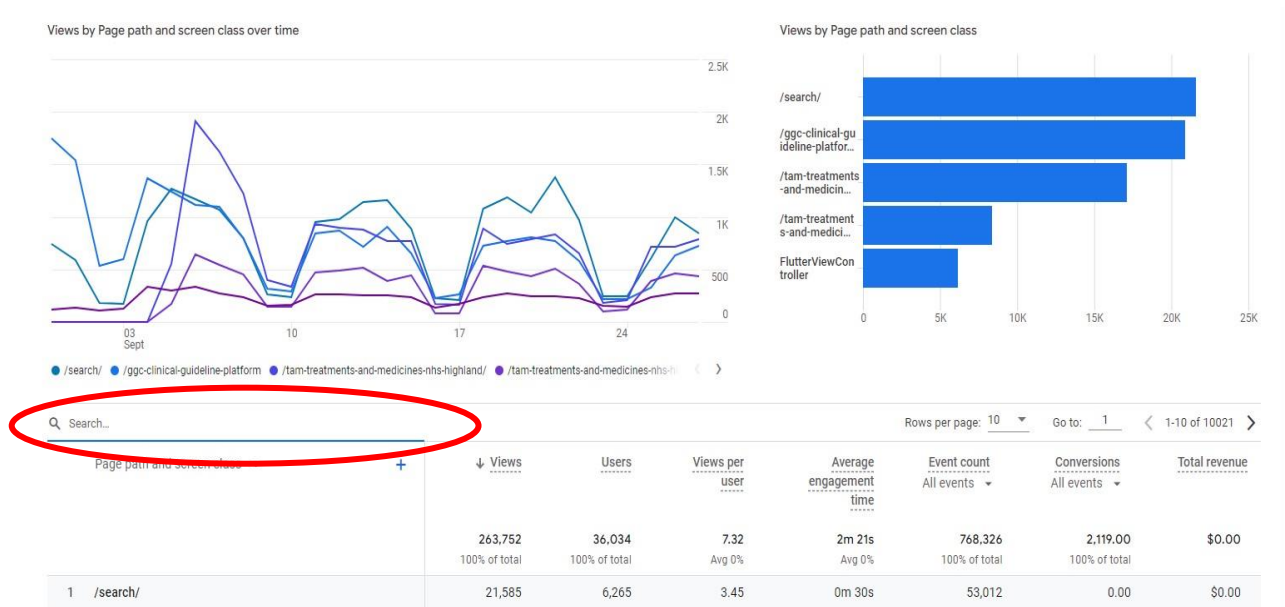 Views by Page path and screen class over time
2.5K
2K
1.5K
1K
500
0
03
Sept
10
17
24
/search/ /ggc-clinical-guideline-platform /tam-treatments-and-medicines-nhs-highland/ /tam-treatments-and-medicines-nhs-h
Views by Page path and screen class
/search/
/ggc-clinical-gu
ideline-platfor...
/tam-treatments
-and-medicin...
/tam-treatment
s-and-medici...
FlutterViewCon
troller
0 5K 10K 15K 20K 25K
Search...
Rows per page: 10 Go to: 1 1-10 of 10021
Page path and screen class +
↓ Views
Users
Views per
user
Average
engagement
time
Event count
All events
Conversions
All events
Total revenue
263,752 36,034 7.32 2m 21s 768,326 2,119.00 $0.00
100% of total 100% of total Avg 0% Avg 0% 100% of total 100% of total
1 /search/ 21,585 6,265 3.45 0m 30s 53,012 0.00 $0.00